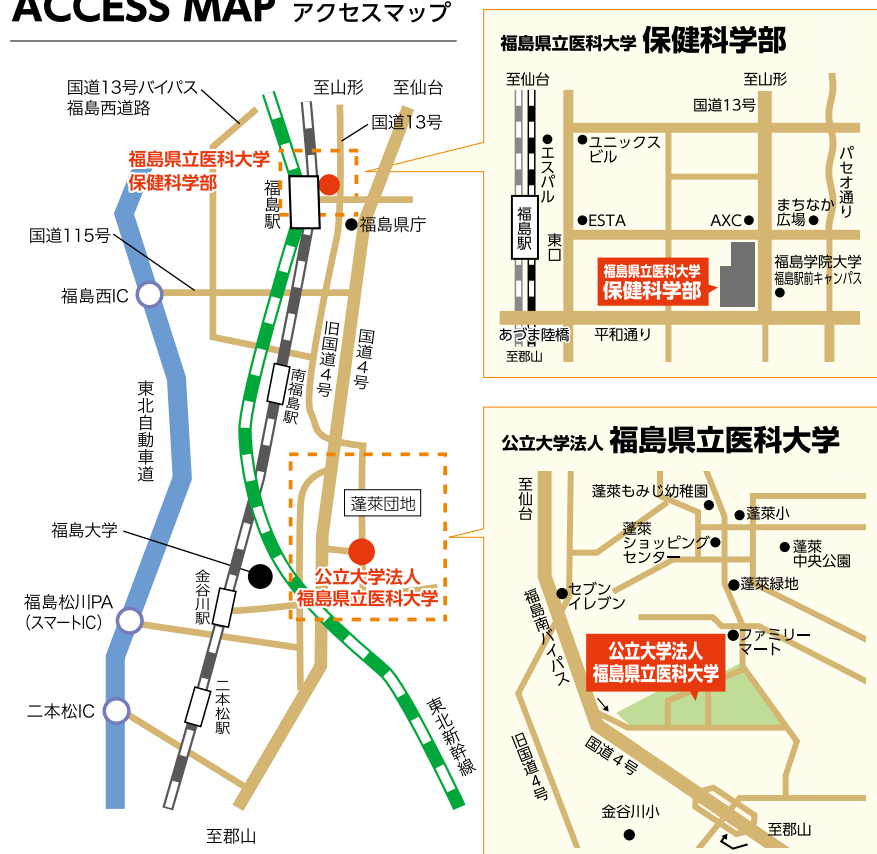 ACCESS MAP アクセスマップ
国道13号バイパス
福島西道路
至山形
至仙台
国道13号
福島県立医科大学
保健科学部
福島駅
福島県庁
国道115号
福島西IC
旧国道4号
国道4号
南福島駅
東北自動車道
蓬萊団地
福島大学
公立大学法人
福島県立医科大学
金谷川駅
福島松川PA
(スマートIC)
二本松駅
二本松IC
東北新幹線
至郡山
福島県立医科大学 保健科学部
至仙台
至山形
国道13号
エスパル
ユニックス
ビル
パセオ通り
福島駅
東口
ESTA
AXC
まちなか
広場
福島県立医科大学
保健科学部
福島学院大学
福島駅前キャンパス
あづま陸橋
平和通り
至郡山
公立大学法人 福島県立医科大学
至仙台
蓬萊もみじ幼稚園
蓬萊小
蓬萊
ショッピング
センター
蓬萊
中央公園
セブン
イレブン
蓬萊緑地
福島南バイパス
ファミリー
マート
公立大学法人
福島県立医科大学
旧国道4号
国道4号
金谷川小
至郡山